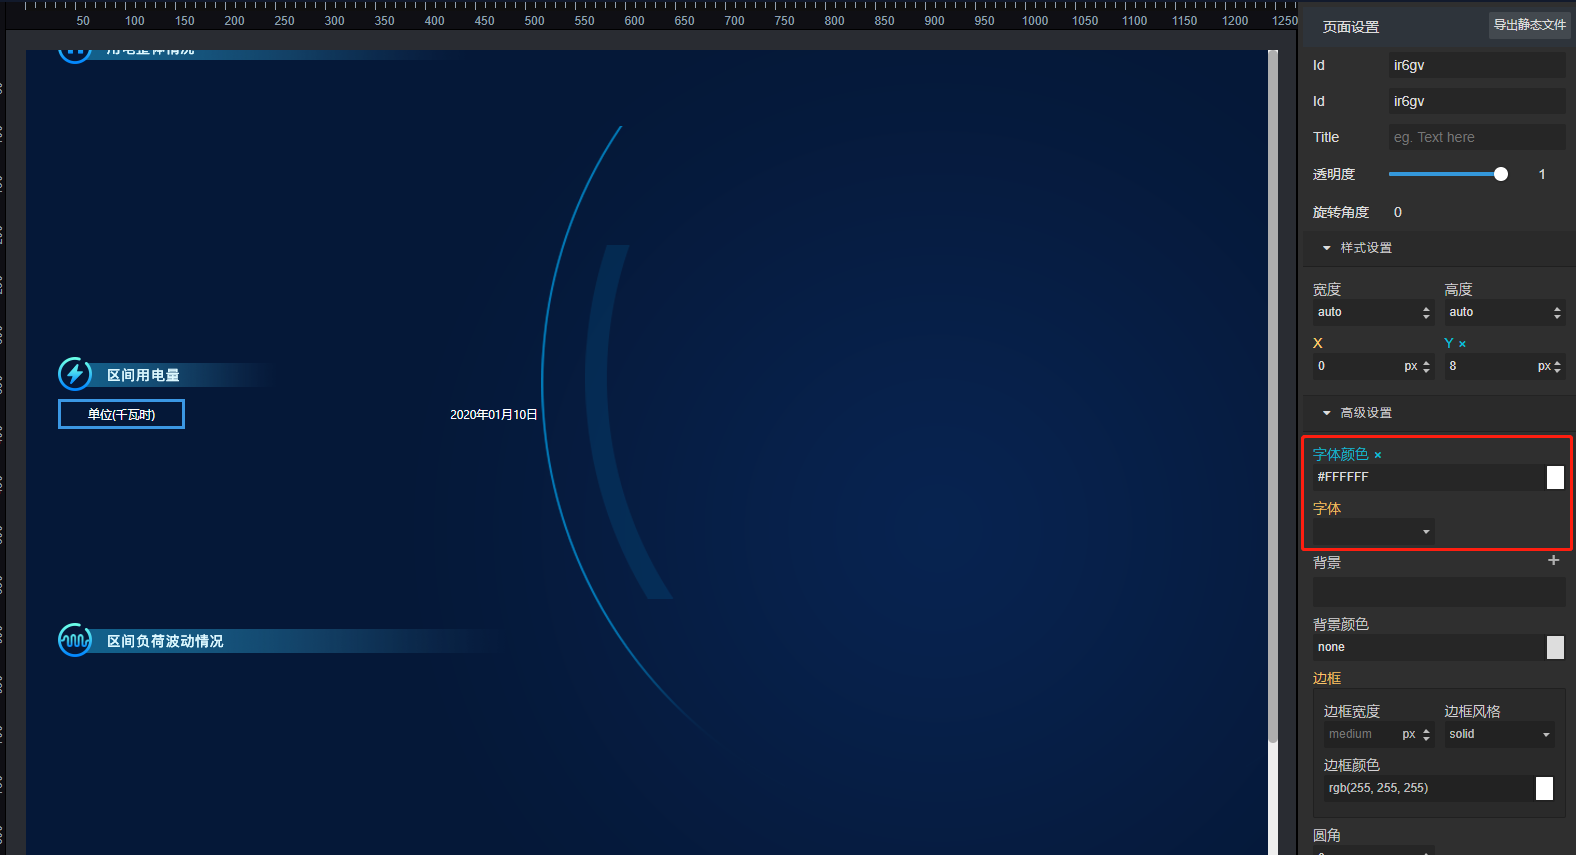 50 100 150 200 250 300 350 400 450 500 550 600 650 700 750 800 850 900 950 1000 1050 1100 1150 1200 1250
用电整体情况
区间用电量
单位(千瓦时)
2020年01月10日
区间负荷波动情况
页面设置
导出静态文件
Id
ir6gv
Id
ir6gv
Title
eg. Text here
透明度
1
旋转角度
0
样式设置
宽度
高度
auto
auto
X
Y ×
0 px
8 px
高级设置
字体颜色 ×
#FFFFFF
字体
背景
+
背景颜色
none
边框
边框宽度
边框风格
medium px
solid
边框颜色
rgb(255, 255, 255)
圆角